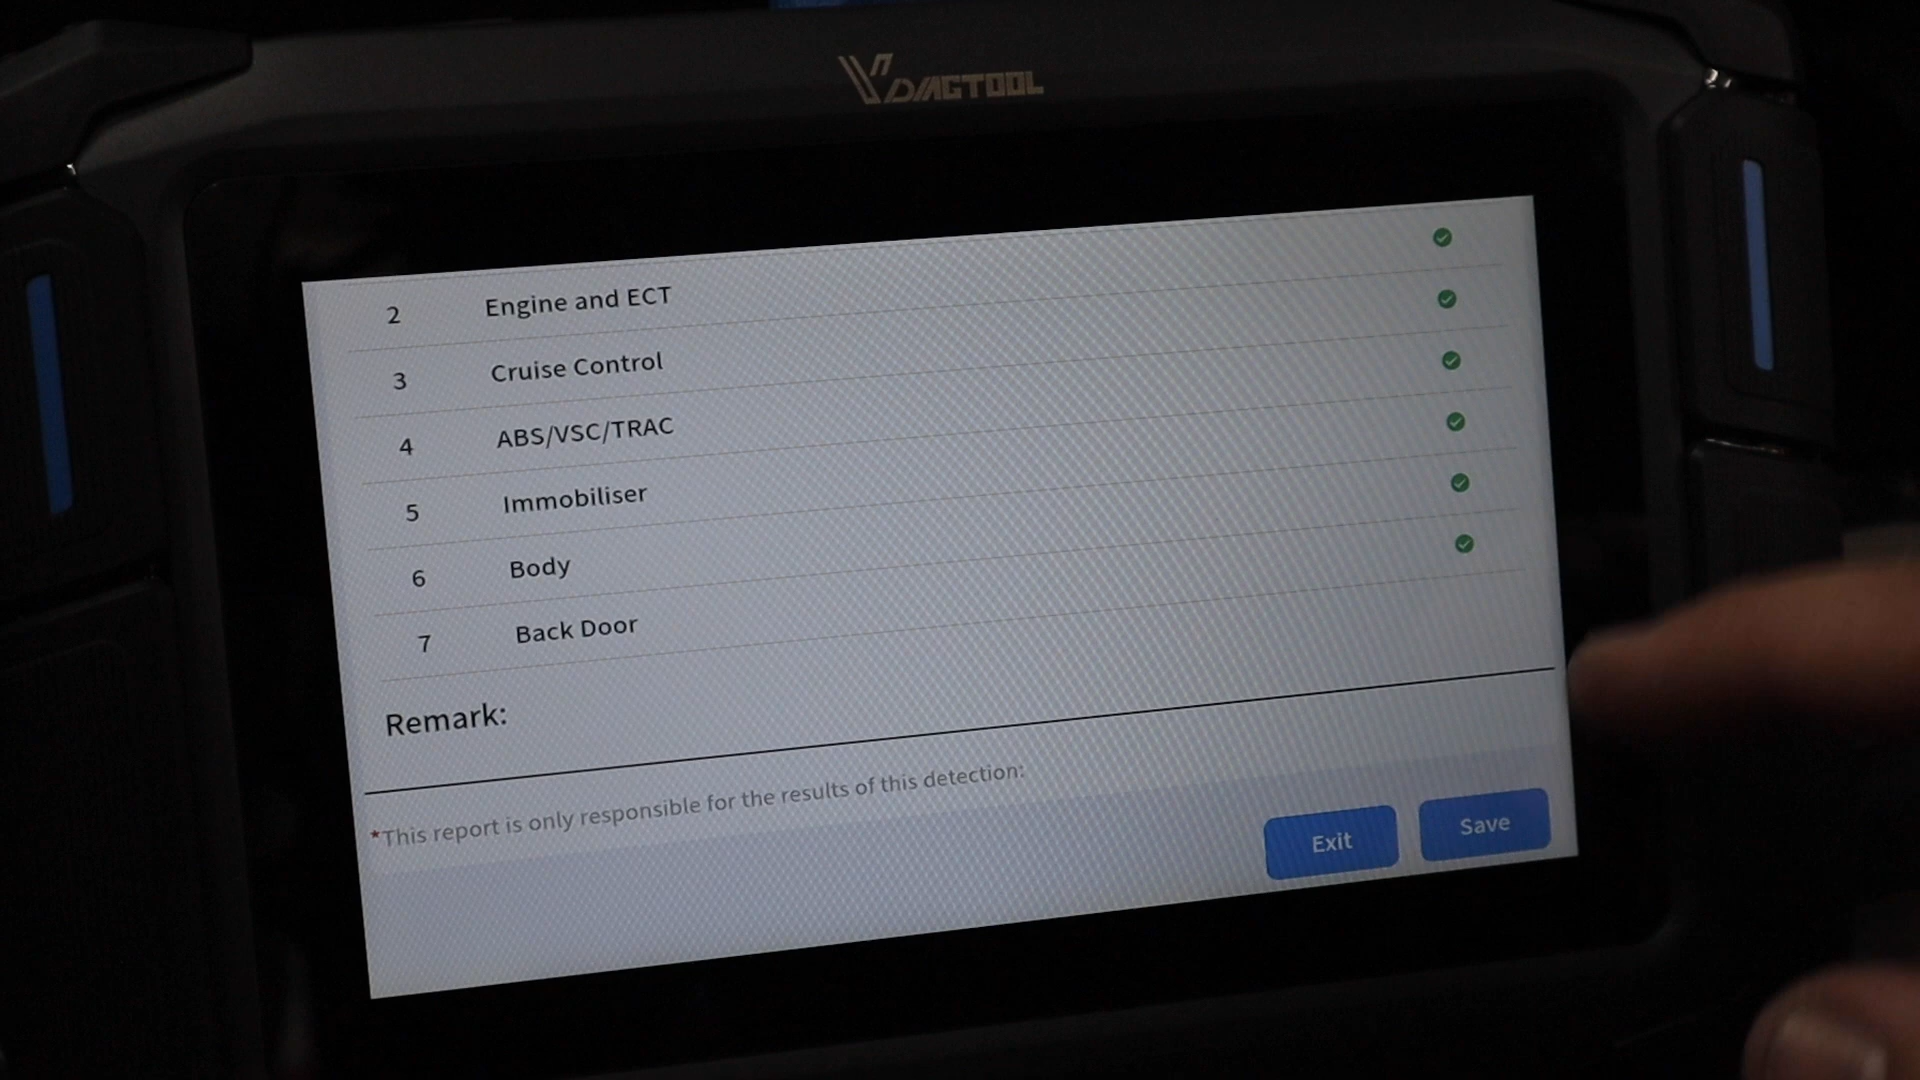 VDIAGTOOL
2 Engine and ECT
3 Cruise Control
4 ABS/VSC/TRAC
5 Immobiliser
6 Body
7 Back Door
Remark:
*This report is only responsible for the results of this detection:
Exit Save